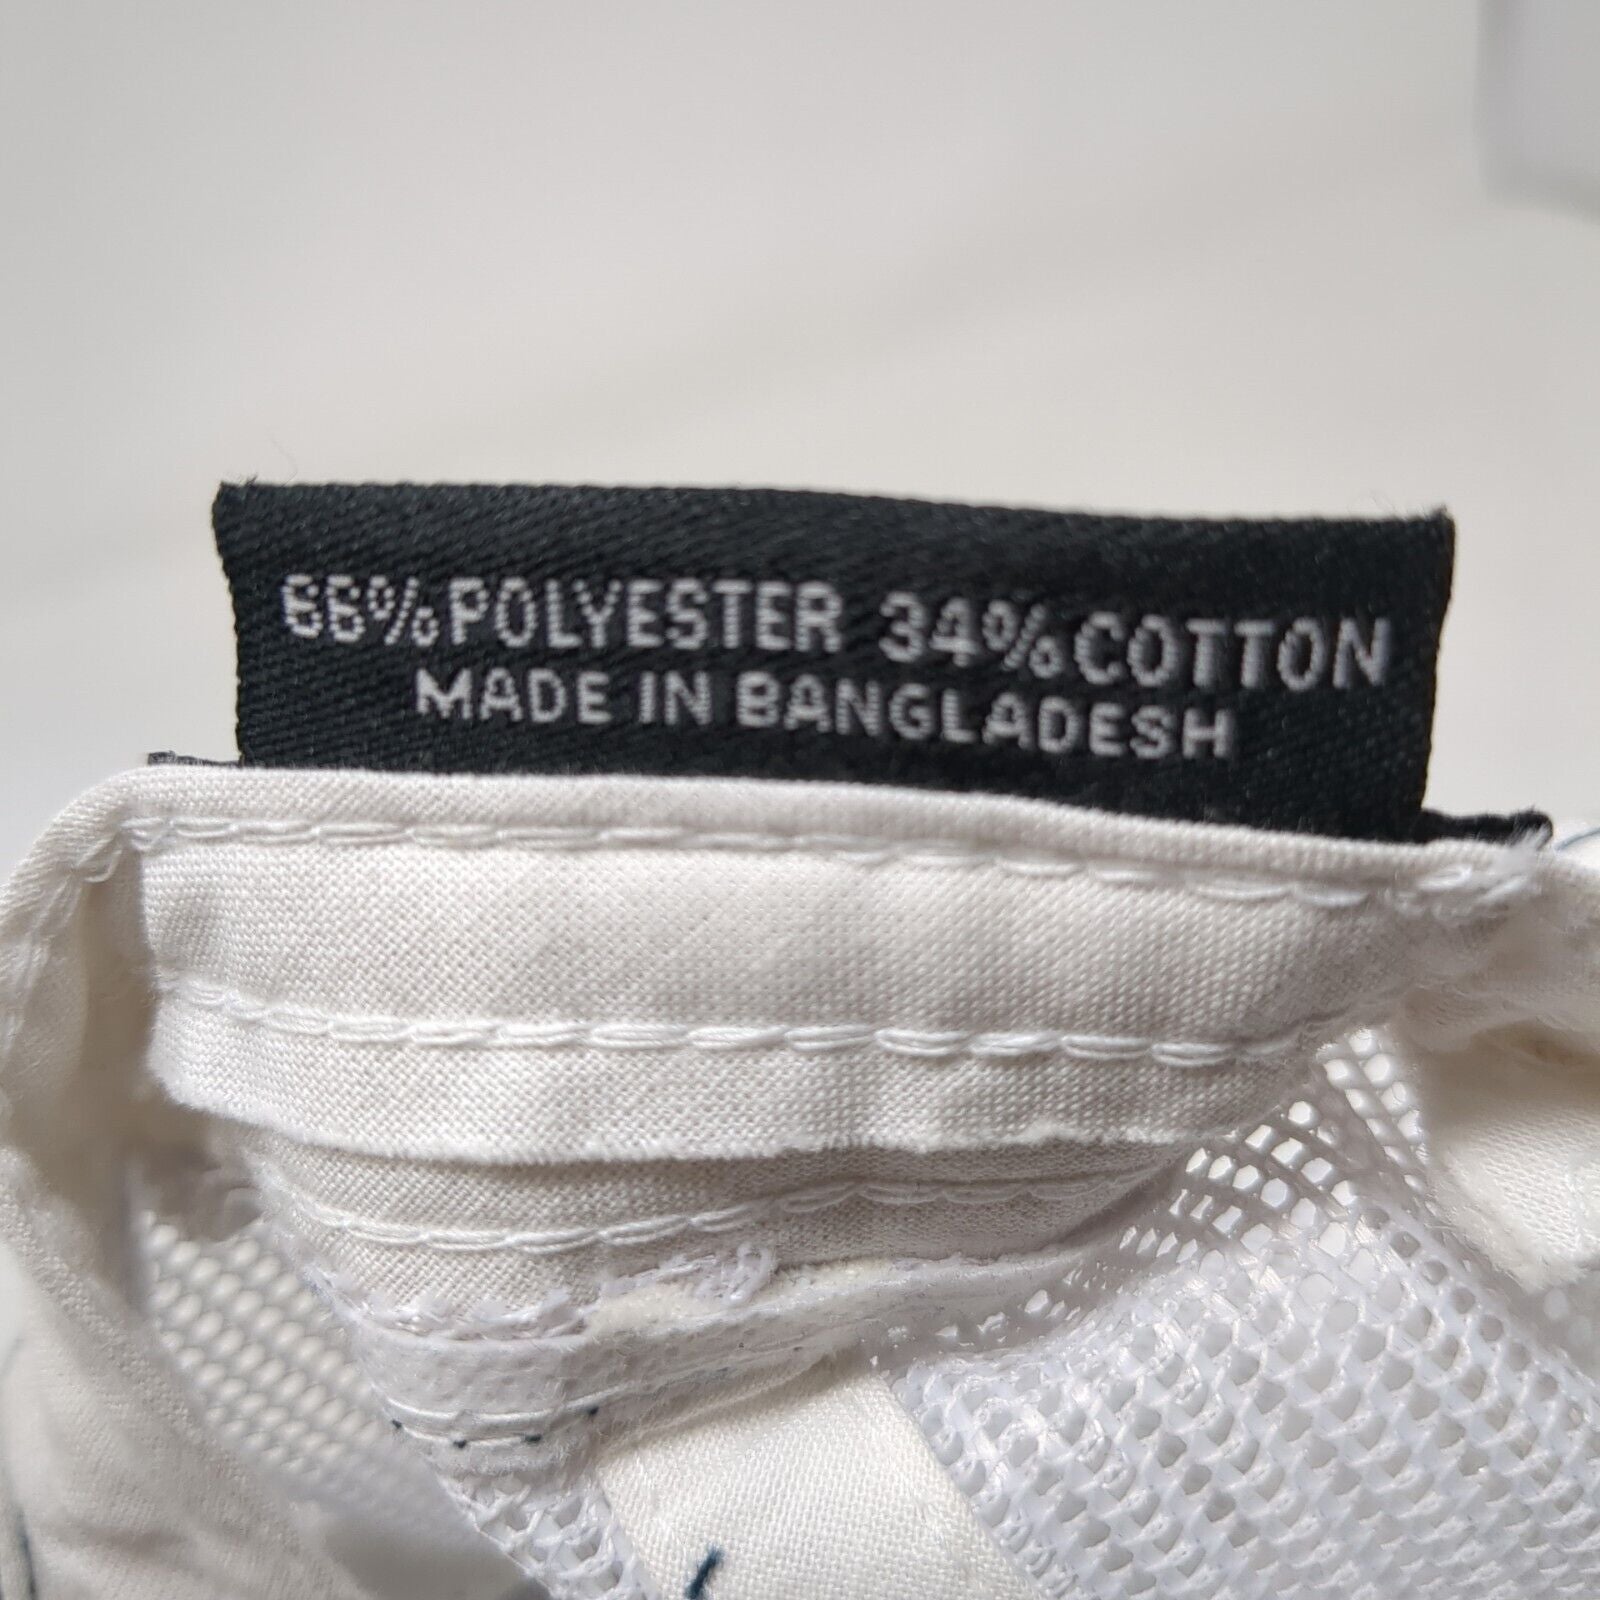 66% POLYESTER 34% COTTON
MADE IN BANGLADESH